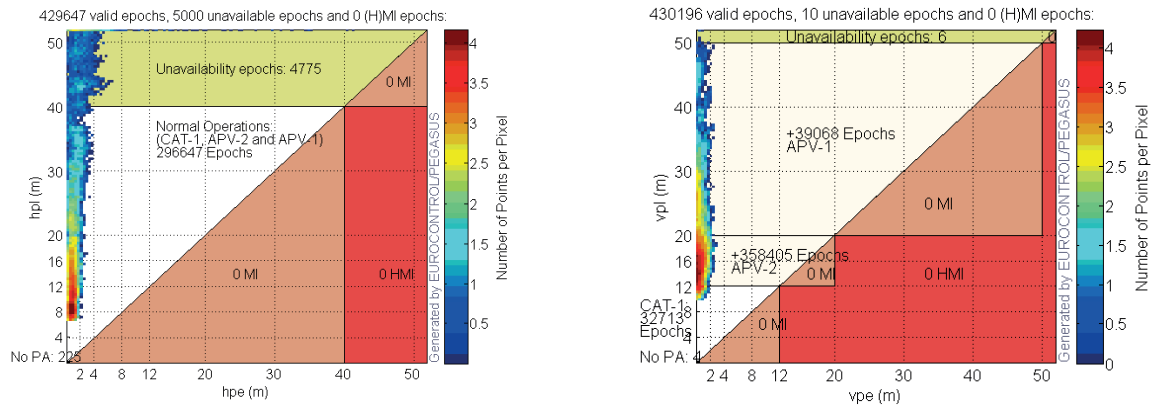 429647 valid epochs, 5000 unavailable epochs and 0 (H)MI epochs:
50
40
30
20
16
12
8
4
hpl (m)
Unavailability epochs: 4775
0 MI
Normal Operations:
(CAT-1, APV-2 and APV-1)
296647 Epochs
0 MI
0 HMI
No PA: 225
2 4 8 12 20 30 40 50
hpe (m)
Generated by EUROCONTROL/PEGASUS
4
3.5
3
2.5
2
1.5
1
0.5
Number of Points per Pixel
430196 valid epochs, 10 unavailable epochs and 0 (H)MI epochs:
50
40
30
20
16
12
8
4
vpl (m)
Unavailability epochs: 6
0
+39068 Epochs
APV-1
0 MI
+358405 Epochs
APV-2
0 MI
0 HMI
CAT-1:
32713
Epochs
0 MI
No PA: 4
2 4 8 12 20 30 40 50
vpe (m)
Generated by EUROCONTROL/PEGASUS
4
3.5
3
2.5
2
1.5
1
0.5
0
Number of Points per Pixel